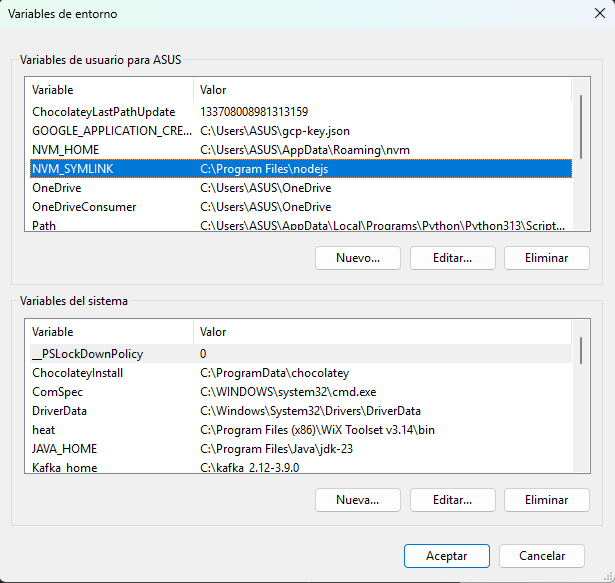 Variables de entorno
Variables de usuario para ASUS
Variable Valor
ChocolateyLastPathUpdate 133708008981313159
GOOGLE_APPLICATION_CRE... C:\Users\ASUS\gcp-key.json
NVM_HOME C:\Users\ASUS\AppData\Roaming\nvm
NVM_SYMLINK C:\Program Files\nodejs
OneDrive C:\Users\ASUS\OneDrive
OneDriveConsumer C:\Users\ASUS\OneDrive
Path C:\Users\ASUS\AppData\Local\Programs\Python\Python313\Script...
Nuevo... Editar... Eliminar
Variables del sistema
Variable Valor
__PSLockDownPolicy 0
ChocolateyInstall C:\ProgramData\chocolatey
ComSpec C:\WINDOWS\system32\cmd.exe
DriverData C:\Windows\System32\Drivers\DriverData
heat C:\Program Files (x86)\WiX Toolset v3.14\bin
JAVA_HOME C:\Program Files\Java\jdk-23
Kafka_home C:\kafka_2.12-3.9.0
Nueva... Editar... Eliminar
Aceptar Cancelar